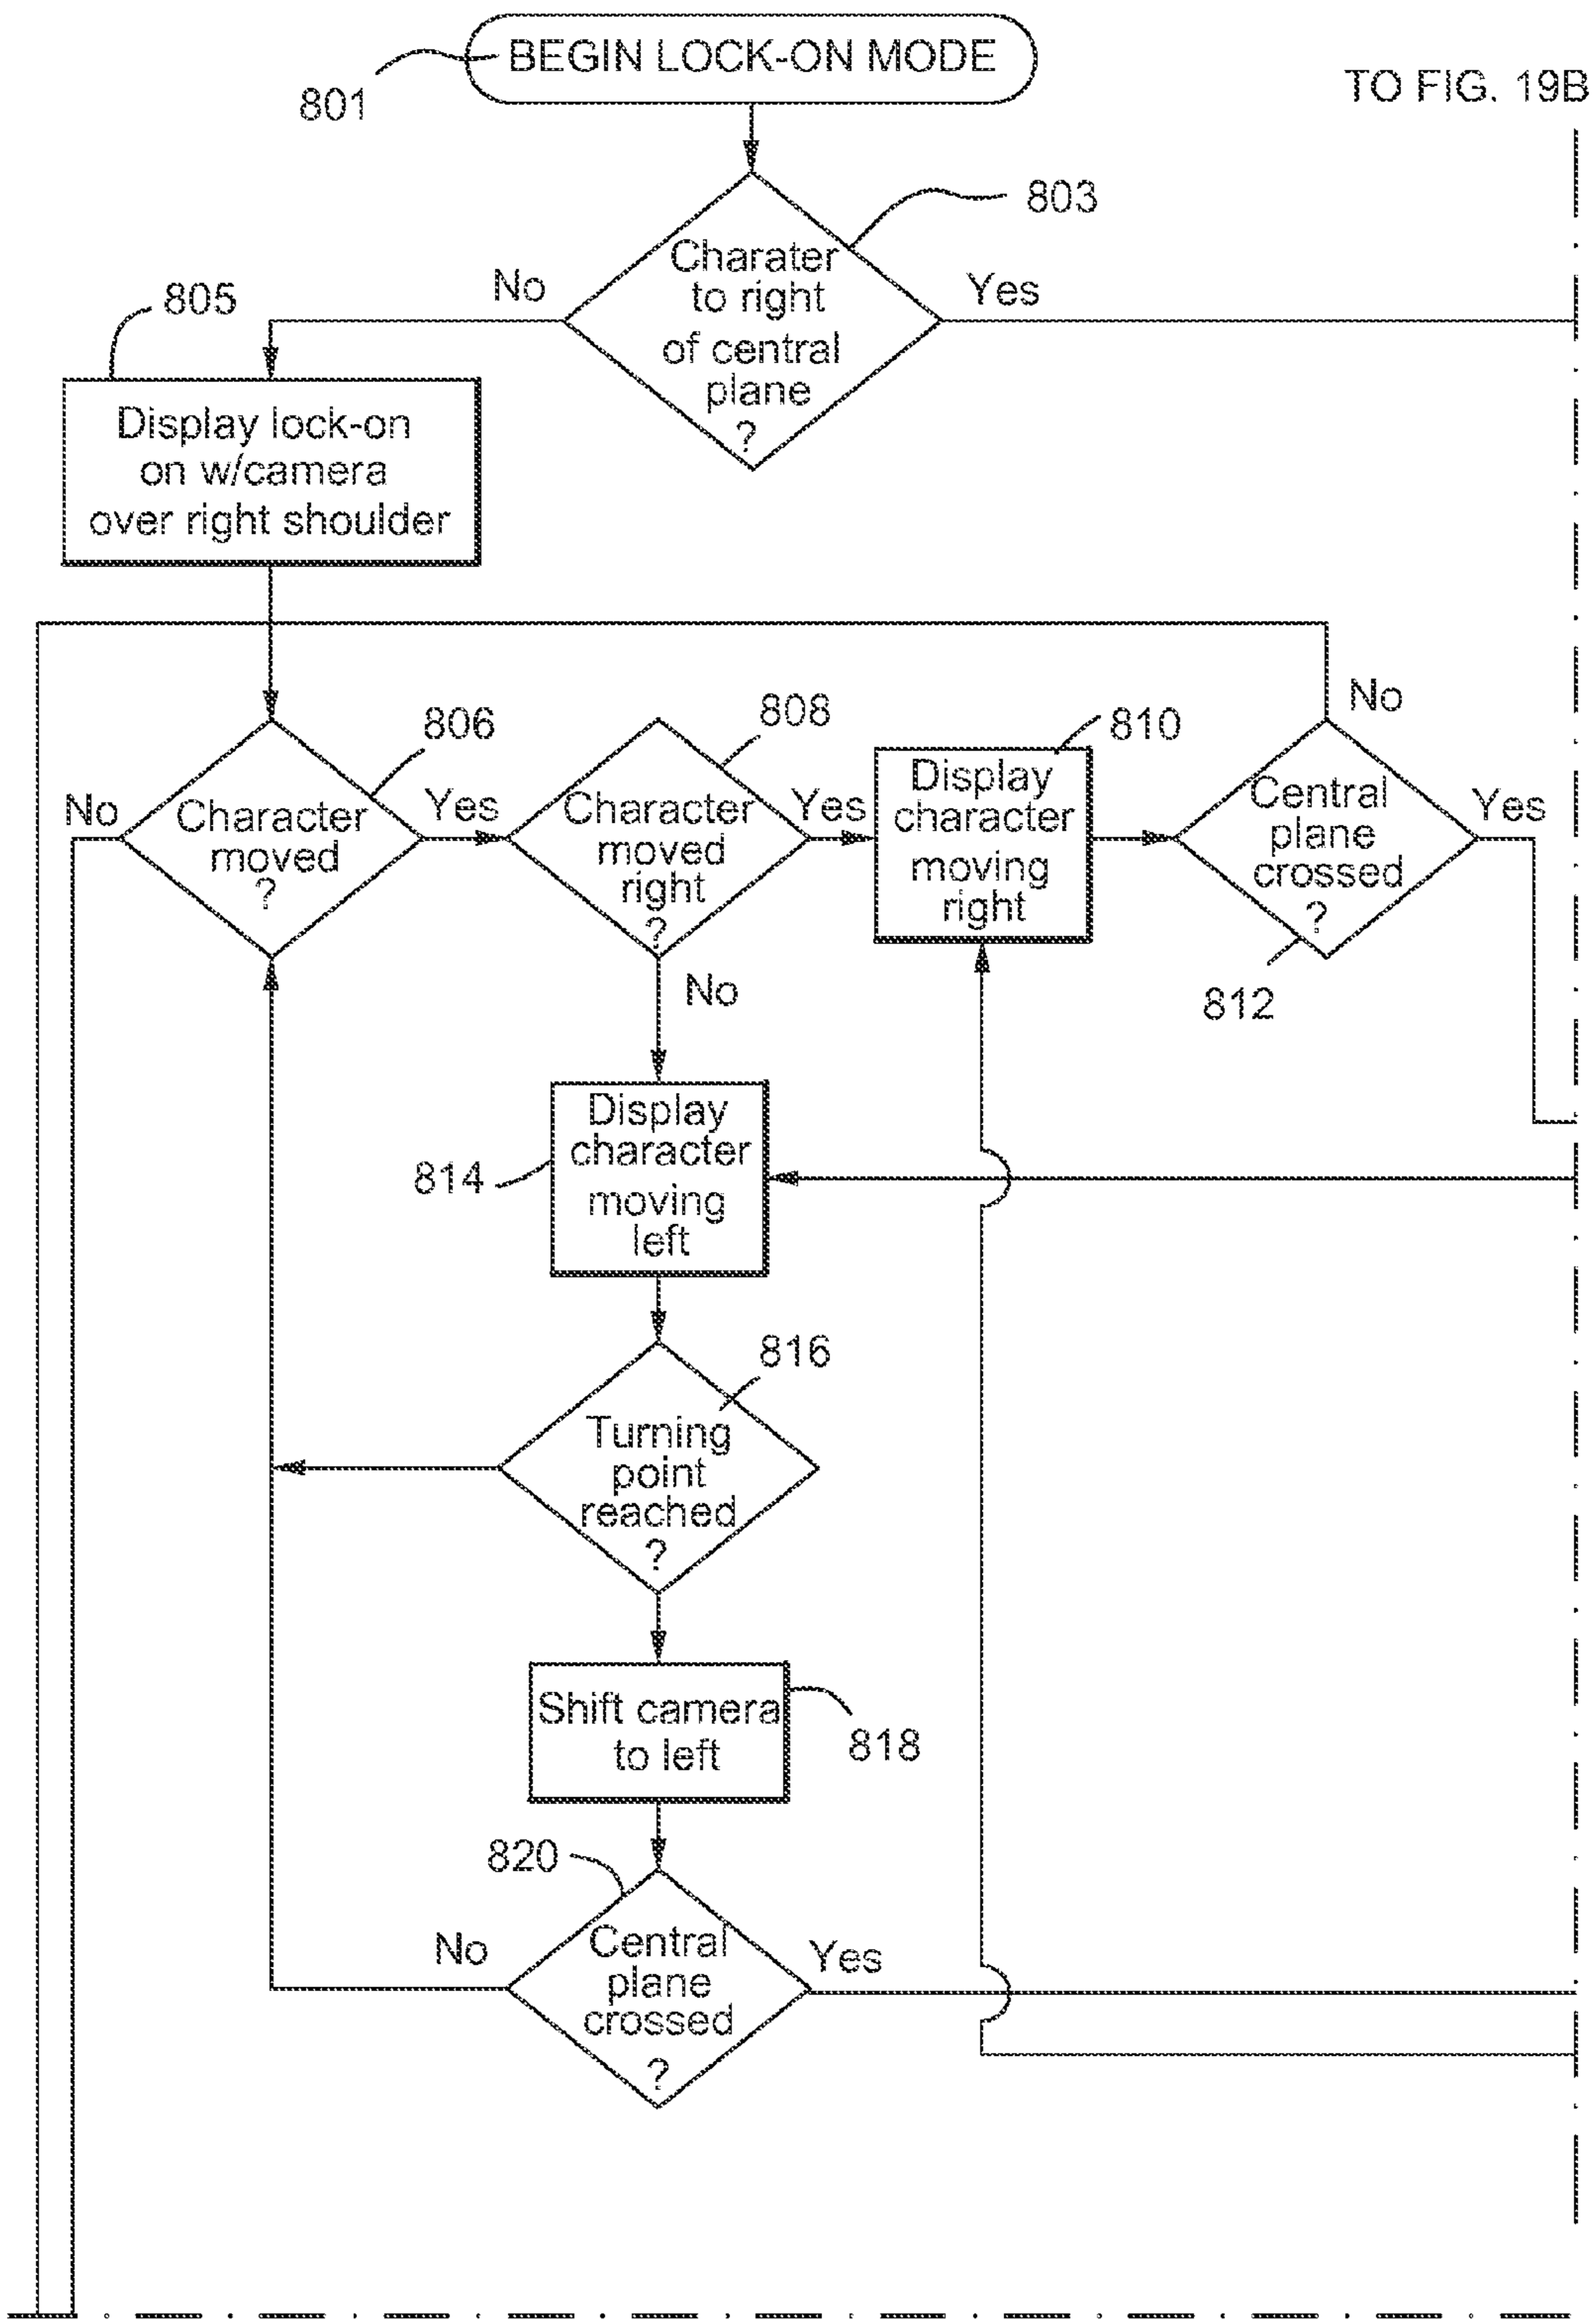 BEGIN LOCK-ON MODE
801
TO FIG. 19B
803
Charater
to right
of central
plane
?
No
Yes
805
Display lock-on
on w/camera
over right shoulder
806
Character
moved
?
No
Yes
808
Character
moved
right
?
Yes
No
810
Display
character
moving
right
Central
plane
crossed
?
No
Yes
812
Display
character
moving
left
814
816
Turning
point
reached
?
Shift camera
to left
818
820
Central
plane
crossed
?
No
Yes